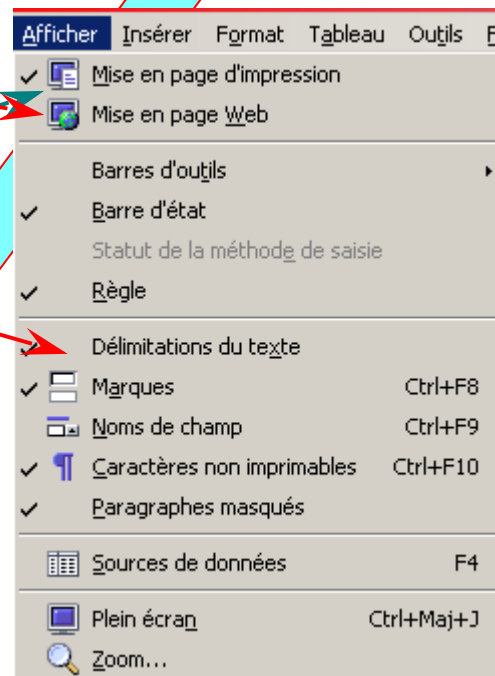 Afficher Insérer Format Tableau Outils F
Mise en page d'impression
Mise en page Web
Barres d'outils
Barre d'état
Statut de la méthode de saisie
Règle
Délimitations du texte
Marques Ctrl+F8
Noms de champ Ctrl+F9
Caractères non imprimables Ctrl+F10
Paragraphes masqués
Sources de données F4
Plein écran Ctrl+Maj+J
Zoom...